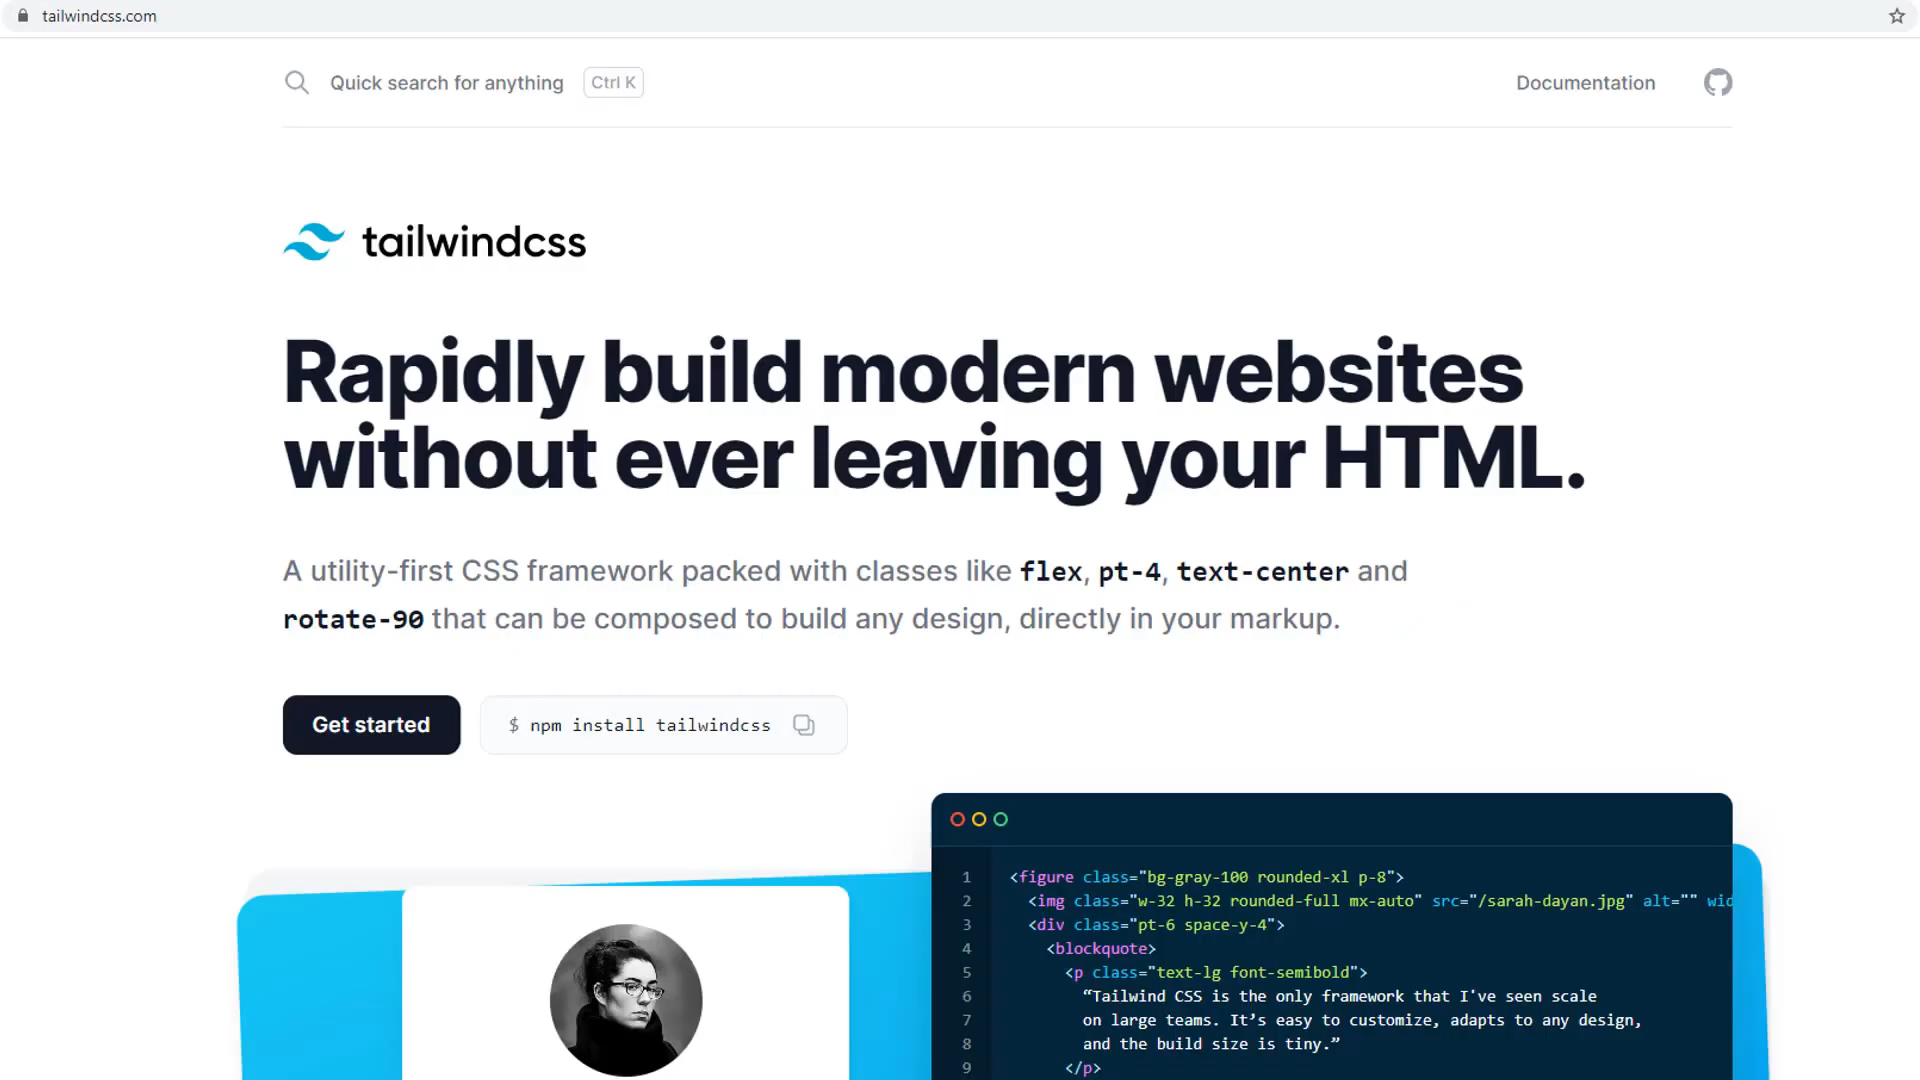 tailwindcss.com
Quick search for anything Ctrl K Documentation
tailwindcss
Rapidly build modern websites
without ever leaving your HTML.
A utility-first CSS framework packed with classes like flex, pt-4, text-center and
rotate-90 that can be composed to build any design, directly in your markup.
Get started $ npm install tailwindcss
1 <figure class="bg-gray-100 rounded-xl p-8">
2 <img class="w-32 h-32 rounded-full mx-auto" src="/sarah-dayan.jpg" alt="" wid
3 <div class="pt-6 space-y-4">
4 <blockquote>
5 <p class="text-lg font-semibold">
6 “Tailwind CSS is the only framework that I've seen scale
7 on large teams. It’s easy to customize, adapts to any design,
8 and the build size is tiny.”
9 </p>